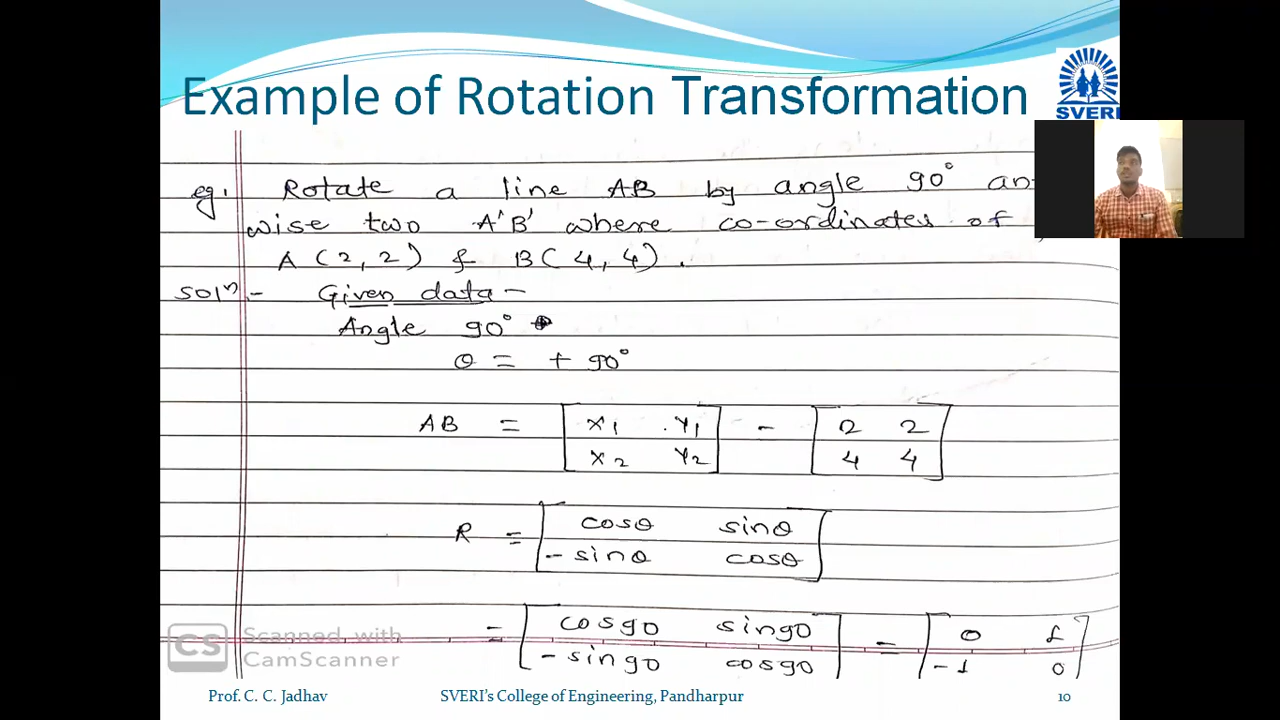 Example of Rotation Transformation
SVERI
eg. Rotate a line AB by angle 90°
wise two A'B' where co-ordinates of
A (2, 2) & B( 4, 4) .
Soln.- Given data -
Angle 90°
θ = + 90°
AB = [ x1 .y1 - 2 2
x2 y2 ] 4 4
R = cosθ sinθ
-sinθ cosθ
= cos90 sin90 = 0 1
-sin90 cos90 -1 0
CS Scanned with
CamScanner
Prof. C. C. Jadhav SVERI's College of Engineering, Pandharpur 10